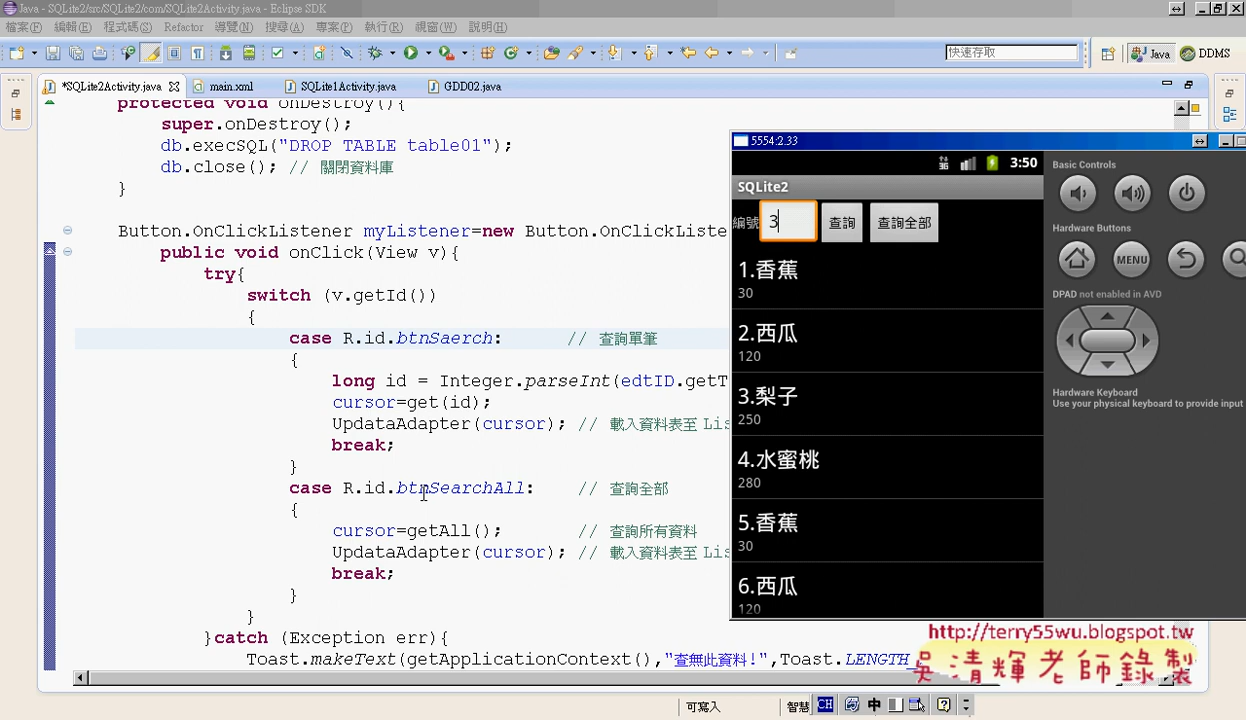 Java - SQLite2/src/SQLite2/com/SQLite2Activity.java - Eclipse SDK
檔案(F) 編輯(E) 程式碼(S) Refactor 導覽(N) 搜尋(A) 專案(P) 執行(R) 視窗(W) 說明(H)
快速存取
Java
DDMS
*SQLite2Activity.java
main.xml
SQLite1Activity.java
GDD02.java
protected void onDestroy(){
super.onDestroy();
db.execSQL("DROP TABLE table01");
db.close(); // 關閉資料庫
}
Button.OnClickListener myListener=new Button.OnClickListe
public void onClick(View v){
try{
switch (v.getId())
{
case R.id.btnSaerch: // 查詢單筆
{
long id = Integer.parseInt(edtID.getT
cursor=get(id);
UpdataAdapter(cursor); // 載入資料表至 Lis
break;
}
case R.id.btnSearchAll: // 查詢全部
{
cursor=getAll(); // 查詢所有資料
UpdataAdapter(cursor); // 載入資料表至 Lis
break;
}
}
}catch (Exception err){
Toast.makeText(getApplicationContext(),"查無此資料!",Toast.LENGTH_
5554:2.33
3G
3:50
SQLite2
編號 3 查詢 查詢全部
1.香蕉
30
2.西瓜
120
3.梨子
250
4.水蜜桃
280
5.香蕉
30
6.西瓜
120
Basic Controls
Hardware Buttons
MENU
DPAD not enabled in AVD
Hardware Keyboard
Use your physical keyboard to provide input
http://terry55wu.blogspot.tw
吳清輝老師錄製
可寫入
智慧
CH
中